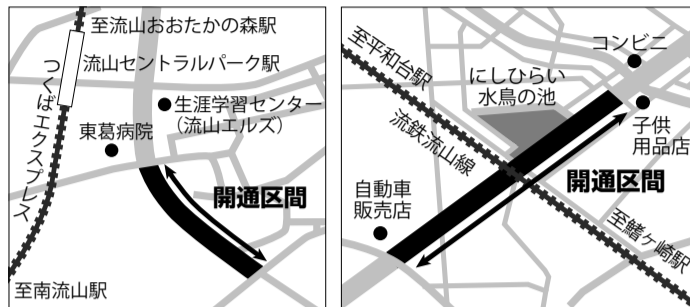 至流山おおたかの森駅
流山セントラルパーク駅
つくばエクスプレス
生涯学習センター
（流山エルズ）
東葛病院
開通区間
至南流山駅
至平和台駅
コンビニ
にしひらい
水鳥の池
流鉄流山線
子供
用品店
開通区間
自動車
販売店
至鰭ヶ崎駅